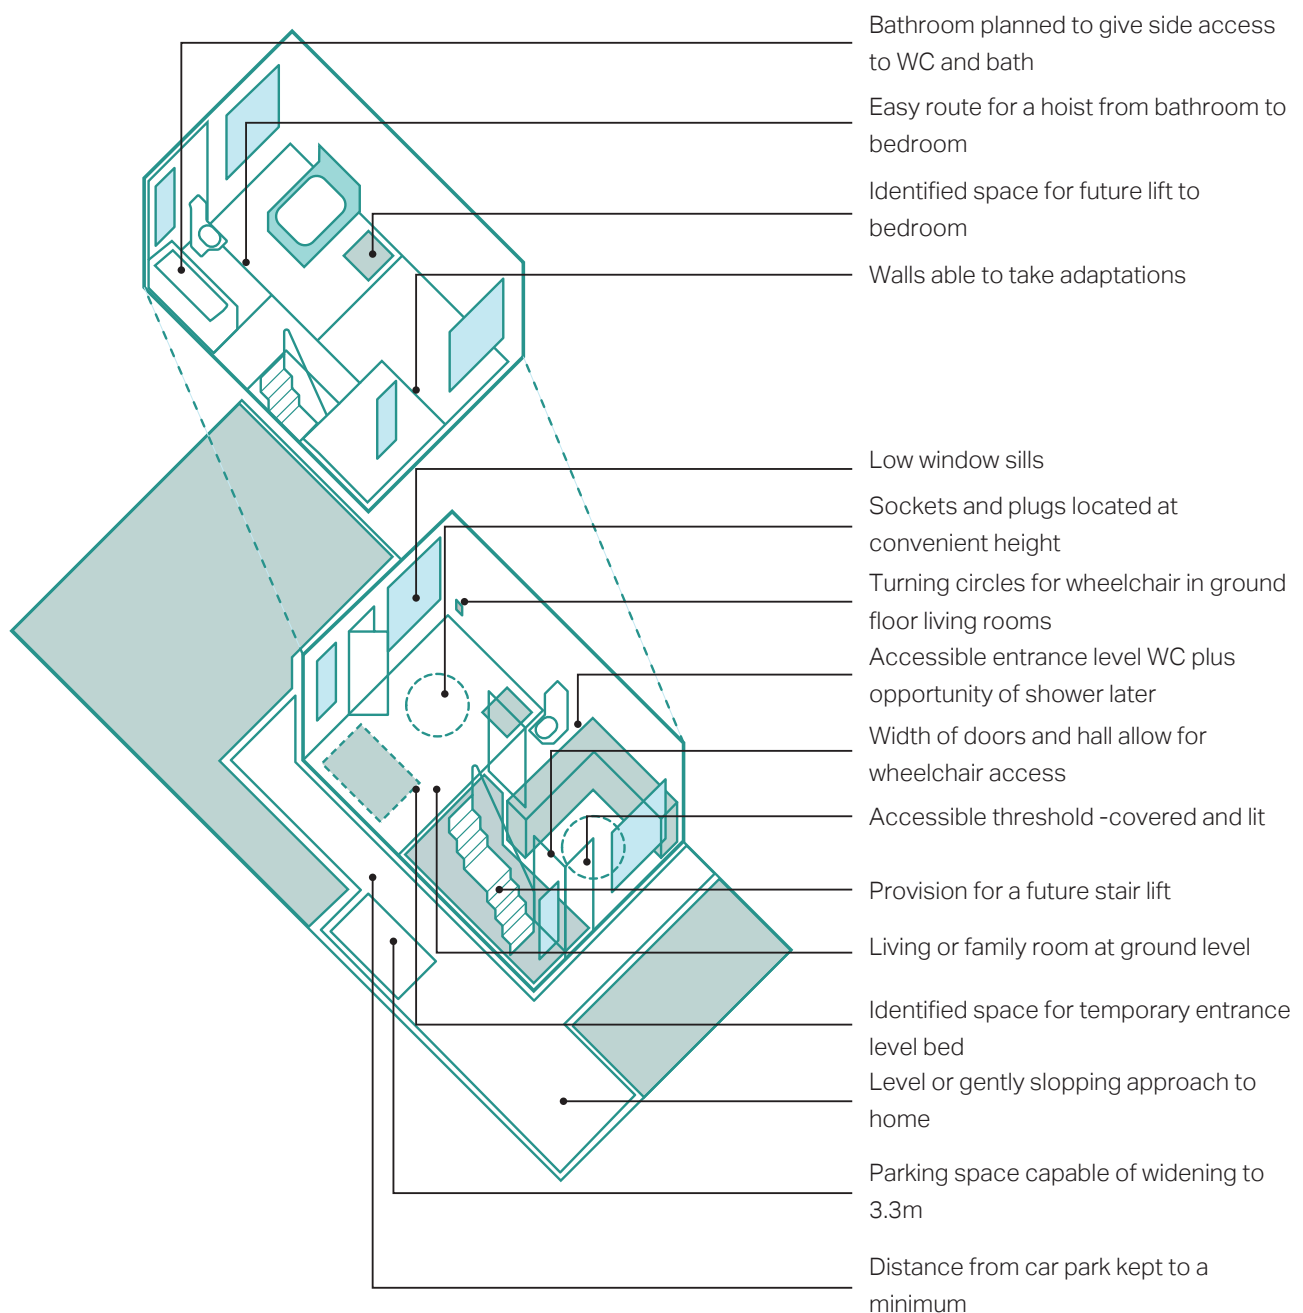 Bathroom planned to give side access
to WC and bath
Easy route for a hoist from bathroom to
bedroom
Identified space for future lift to
bedroom
Walls able to take adaptations
Low window sills
Sockets and plugs located at
convenient height
Turning circles for wheelchair in ground
floor living rooms
Accessible entrance level WC plus
opportunity of shower later
Width of doors and hall allow for
wheelchair access
Accessible threshold -covered and lit
Provision for a future stair lift
Living or family room at ground level
Identified space for temporary entrance
level bed
Level or gently slopping approach to
home
Parking space capable of widening to
3.3m
Distance from car park kept to a
minimum